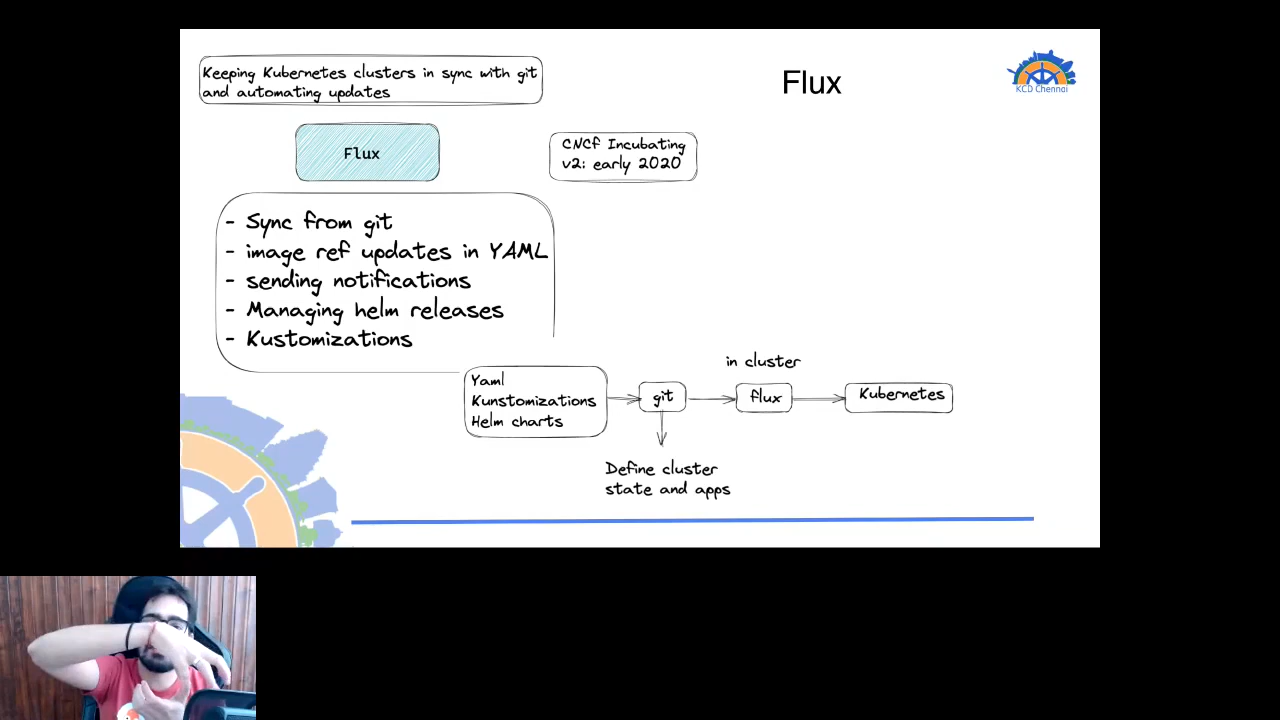 Keeping Kubernetes clusters in sync with git
and automating updates
Flux
KCD Chennai
Flux
CNCf Incubating
v2: early 2020
- Sync from git
- image ref updates in YAML
- sending notifications
- Managing helm releases
- Kustomizations
in cluster
Yaml
Kunstomizations
Helm charts
git
flux
Kubernetes
Define cluster
state and apps